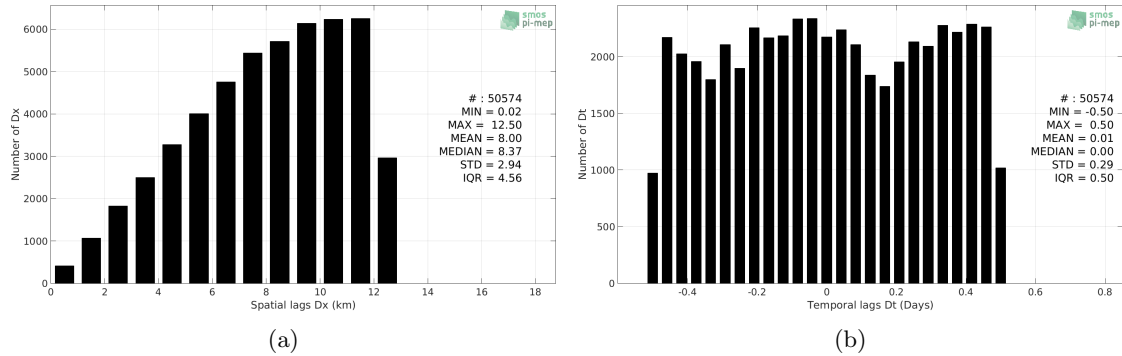 smos
pi-mep
Number of Dx
6000
5000
4000
3000
2000
1000
0
# : 50574
MIN = 0.02
MAX = 12.50
MEAN = 8.00
MEDIAN = 8.37
STD = 2.94
IQR = 4.56
0 2 4 6 8 10 12 14 16 18
Spatial lags Dx (km)
(a)
smos
pi-mep
Number of Dt
2000
1500
1000
500
0
# : 50574
MIN = -0.50
MAX = 0.50
MEAN = 0.01
MEDIAN = 0.00
STD = 0.29
IQR = 0.50
-0.4 -0.2 0 0.2 0.4 0.6 0.8
Temporal lags Dt (Days)
(b)